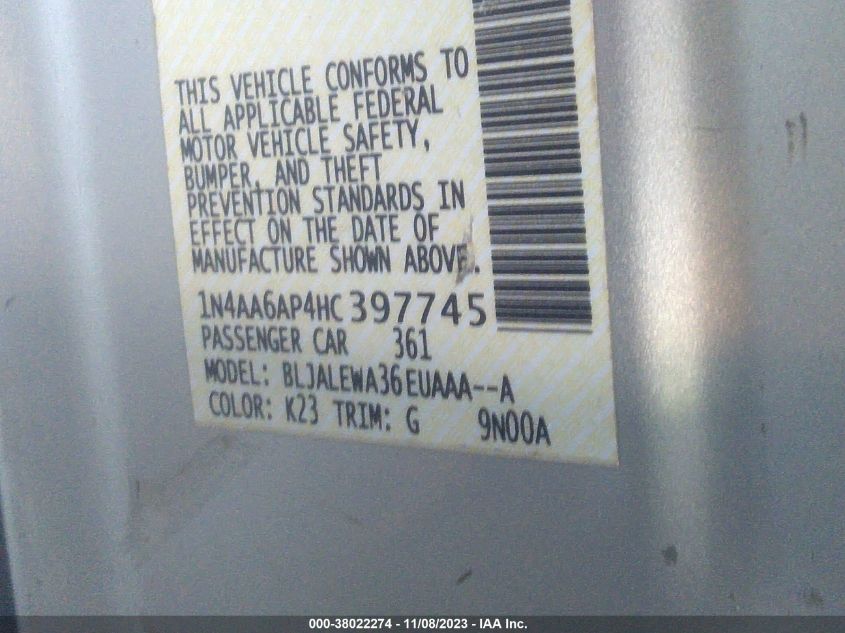 THIS VEHICLE CONFORMS TO
ALL APPLICABLE FEDERAL
MOTOR VEHICLE SAFETY,
BUMPER, AND THEFT
PREVENTION STANDARDS IN
EFFECT ON THE DATE OF
MANUFACTURE SHOWN ABOVE.
1N4AA6AP4HC397745
PASSENGER CAR 361
MODEL: BLJALEWA36EUAAA--A
COLOR: K23 TRIM: G 9N00A
000-38022274 - 11/08/2023 - IAA Inc.